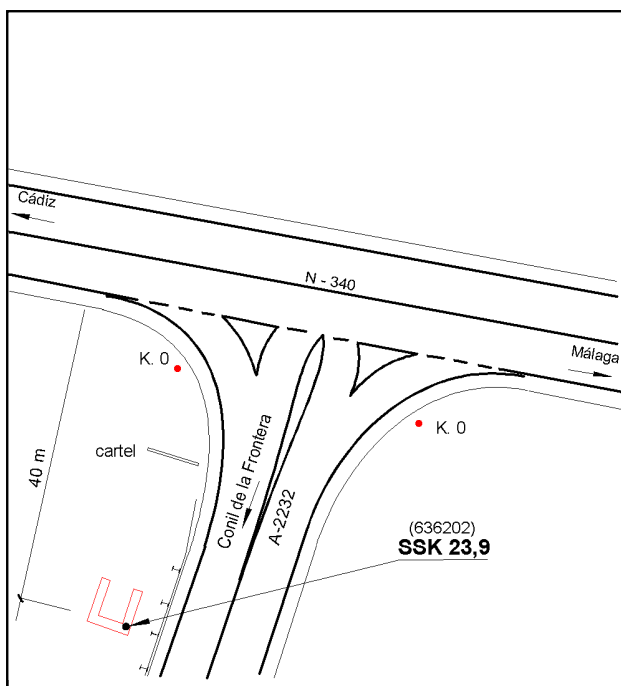 Cádiz
N - 340
Málaga
K. 0
K. 0
cartel
40 m
Conil de la Frontera
A-2232
(636202)
SSK 23,9